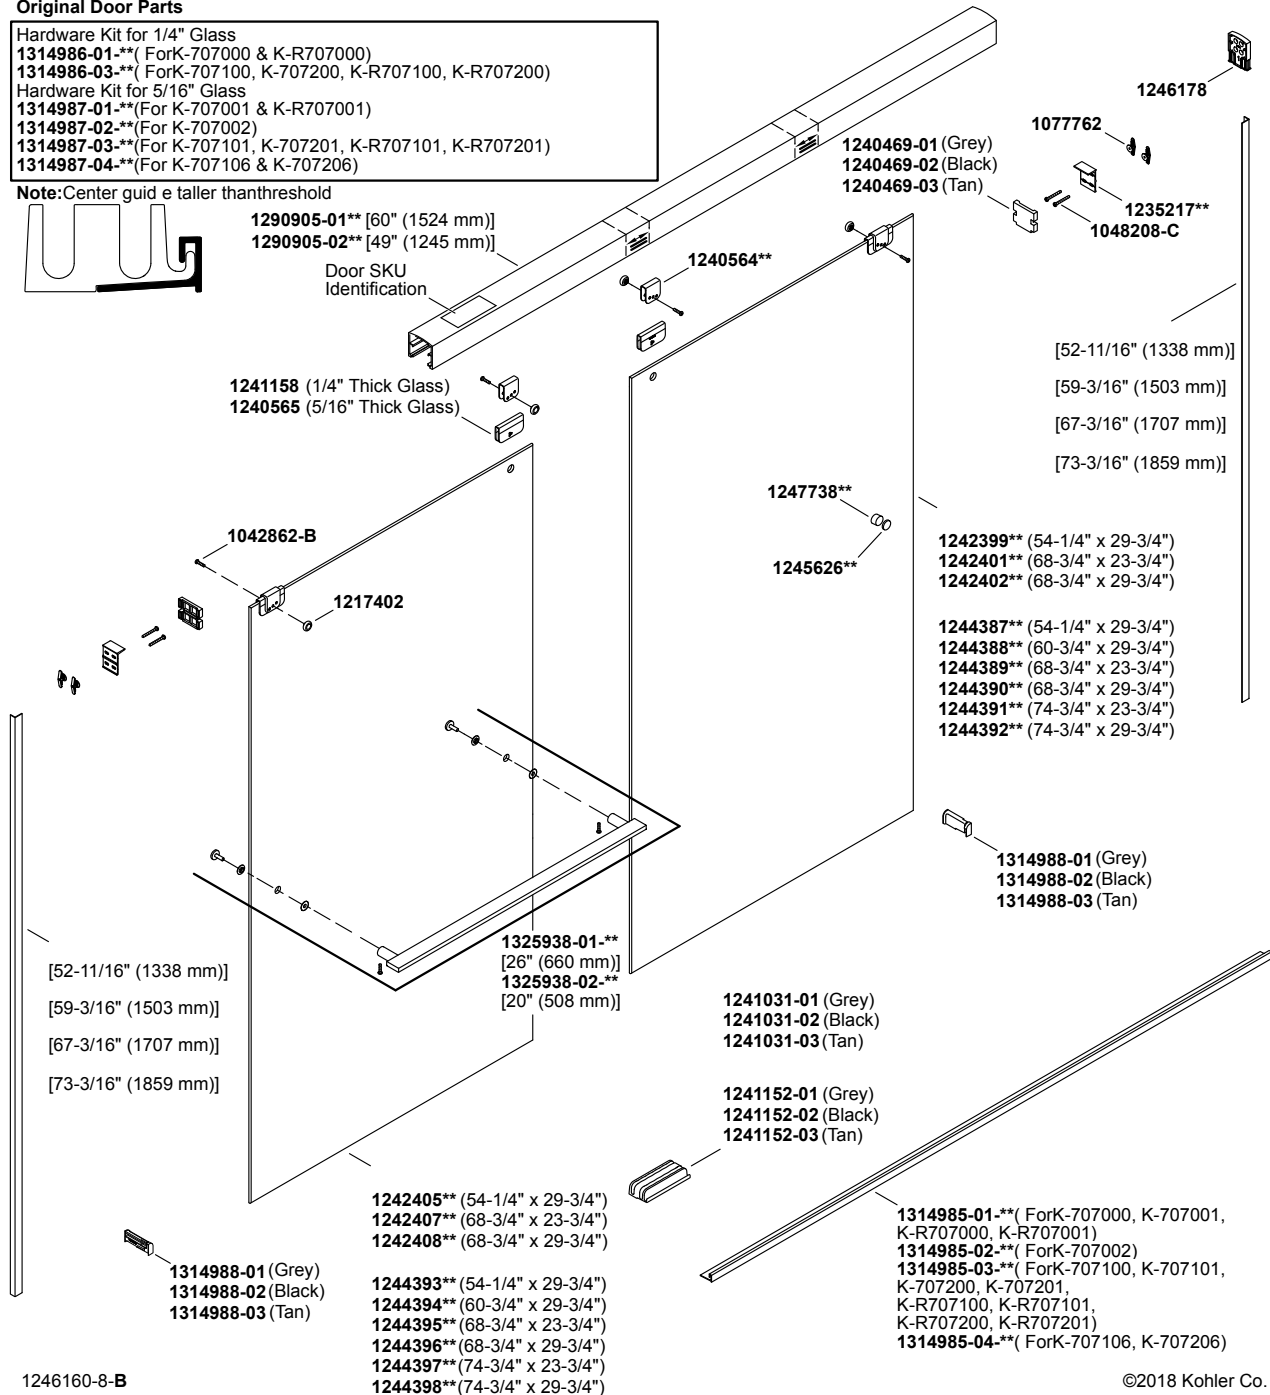 Original Door Parts
Hardware Kit for 1/4" Glass
1314986-01-**( ForK-707000 & K-R707000)
1314986-03-**( ForK-707100, K-707200, K-R707100, K-R707200)
Hardware Kit for 5/16" Glass
1314987-01-**(For K-707001 & K-R707001)
1314987-02-**(For K-707002)
1314987-03-**(For K-707101, K-707201, K-R707101, K-R707201)
1314987-04-**(For K-707106 & K-707206)
Note:Center guid e taller thanthreshold
1290905-01** [60" (1524 mm)]
1290905-02** [49" (1245 mm)]
Door SKU
Identification
1246178
1077762
1240469-01 (Grey)
1240469-02 (Black)
1240469-03 (Tan)
1235217**
1048208-C
1240564**
1241158 (1/4" Thick Glass)
1240565 (5/16" Thick Glass)
[52-11/16" (1338 mm)]
[59-3/16" (1503 mm)]
[67-3/16" (1707 mm)]
[73-3/16" (1859 mm)]
1247738**
1245626**
1042862-B
1217402
1242399** (54-1/4" x 29-3/4")
1242401** (68-3/4" x 23-3/4")
1242402** (68-3/4" x 29-3/4")
1244387** (54-1/4" x 29-3/4")
1244388** (60-3/4" x 29-3/4")
1244389** (68-3/4" x 23-3/4")
1244390** (68-3/4" x 29-3/4")
1244391** (74-3/4" x 23-3/4")
1244392** (74-3/4" x 29-3/4")
1314988-01 (Grey)
1314988-02 (Black)
1314988-03 (Tan)
1325938-01-**
[26" (660 mm)]
1325938-02-**
[20" (508 mm)]
[52-11/16" (1338 mm)]
[59-3/16" (1503 mm)]
[67-3/16" (1707 mm)]
[73-3/16" (1859 mm)]
1241031-01 (Grey)
1241031-02 (Black)
1241031-03 (Tan)
1241152-01 (Grey)
1241152-02 (Black)
1241152-03 (Tan)
1242405** (54-1/4" x 29-3/4")
1242407** (68-3/4" x 23-3/4")
1242408** (68-3/4" x 29-3/4")
1244393** (54-1/4" x 29-3/4")
1244394** (60-3/4" x 29-3/4")
1244395** (68-3/4" x 23-3/4")
1244396** (68-3/4" x 29-3/4")
1244397** (74-3/4" x 23-3/4")
1244398** (74-3/4" x 29-3/4")
1314988-01 (Grey)
1314988-02 (Black)
1314988-03 (Tan)
1314985-01-**( ForK-707000, K-707001,
K-R707000, K-R707001)
1314985-02-**( ForK-707002)
1314985-03-**( ForK-707100, K-707101,
K-707200, K-707201,
K-R707100, K-R707101,
K-R707200, K-R707201)
1314985-04-**( ForK-707106, K-707206)
1246160-8-B
©2018 Kohler Co.